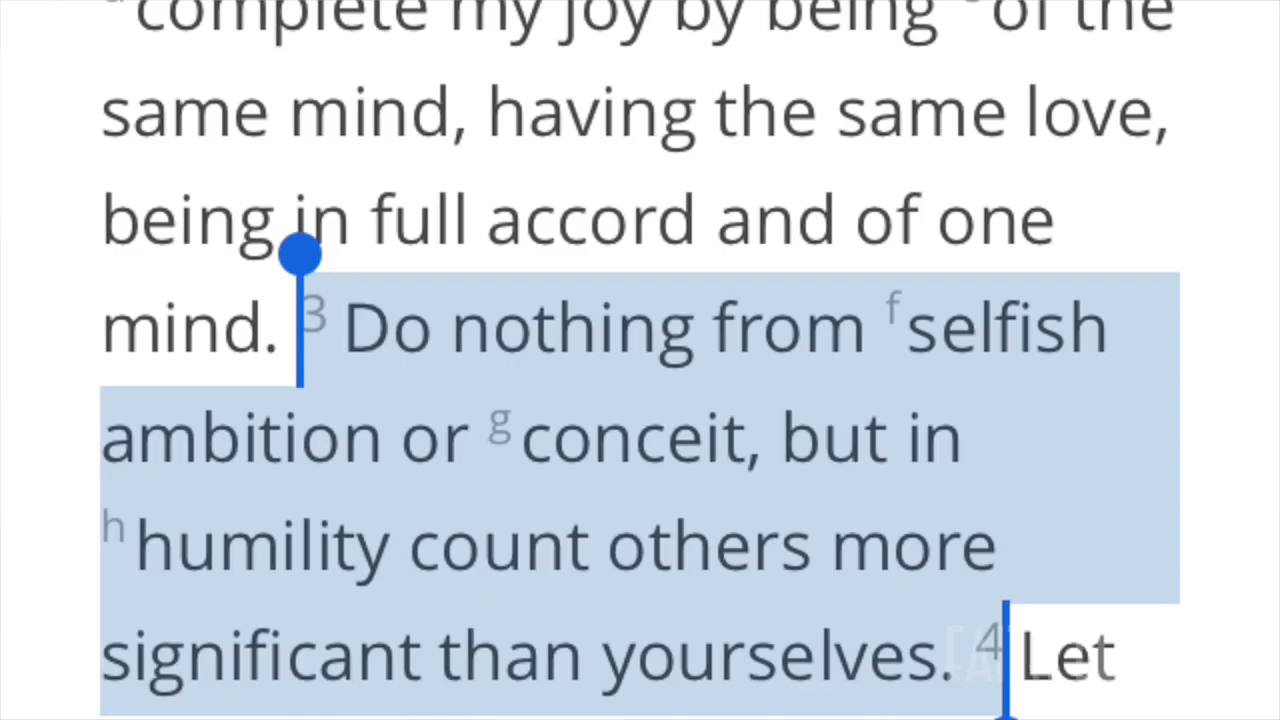 complete my joy by being of the
same mind, having the same love,
being in full accord and of one
mind. 3 Do nothing from f selfish
ambition or g conceit, but in
h humility count others more
significant than yourselves. 4 Let